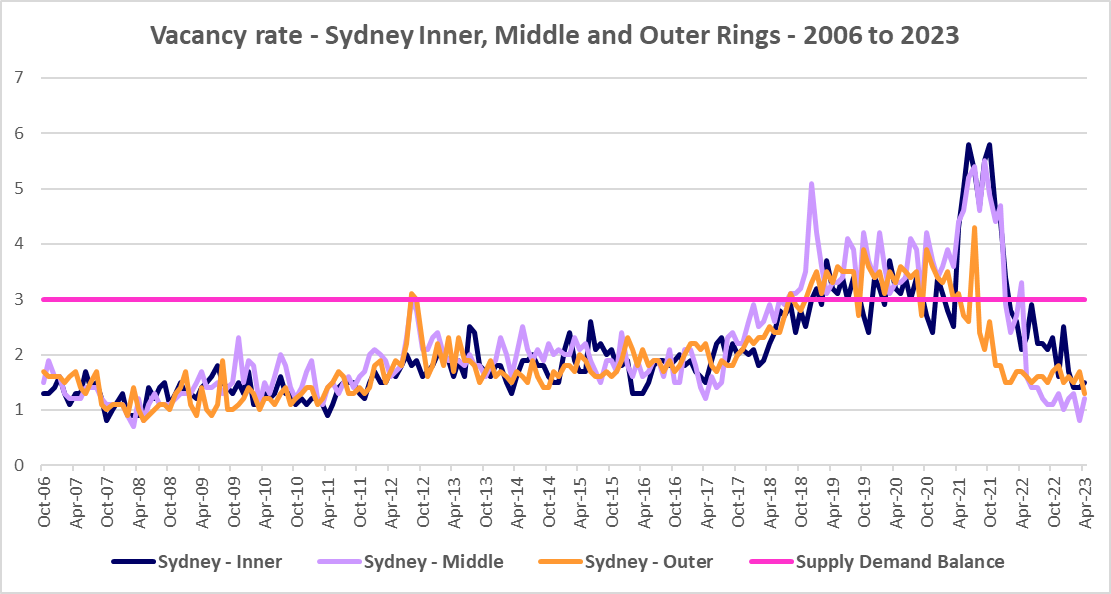 Vacancy rate - Sydney Inner, Middle and Outer Rings - 2006 to 2023
7
6
5
4
3
2
1
0
Oct-06
Apr-07
Oct-07
Apr-08
Oct-08
Apr-09
Oct-09
Apr-10
Oct-10
Apr-11
Oct-11
Apr-12
Oct-12
Apr-13
Oct-13
Apr-14
Oct-14
Apr-15
Oct-15
Apr-16
Oct-16
Apr-17
Oct-17
Apr-18
Oct-18
Apr-19
Oct-19
Apr-20
Oct-20
Apr-21
Oct-21
Apr-22
Oct-22
Apr-23
Sydney - Inner Sydney - Middle Sydney - Outer Supply Demand Balance